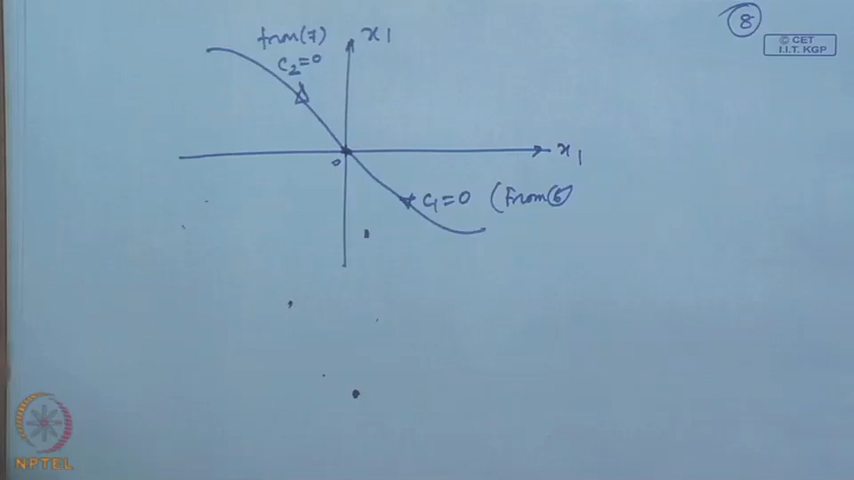 8
© CET
I.I.T. KGP
from(7)
x1
C2=0
0
x1
C1=0 (From 6)
NPTEL